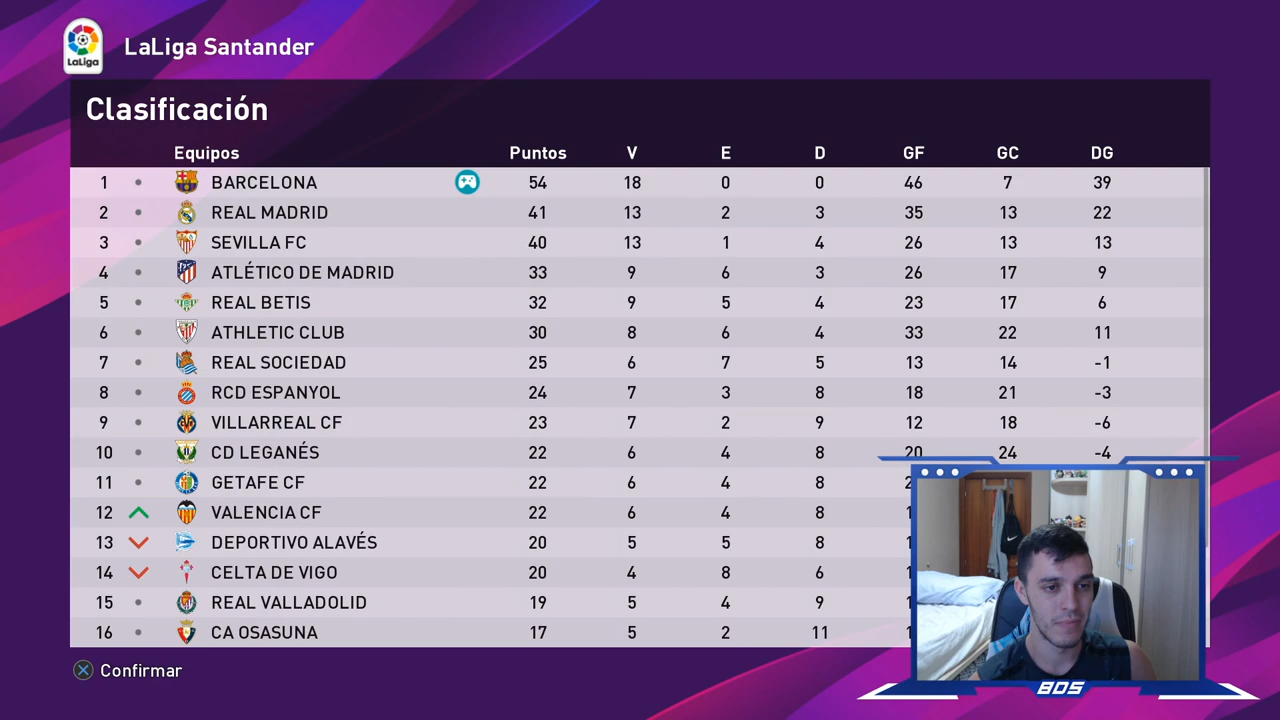 LaLiga
LaLiga Santander
Clasificación
Equipos Puntos V E D GF GC DG
1 BARCELONA 54 18 0 0 46 7 39
2 REAL MADRID 41 13 2 3 35 13 22
3 SEVILLA FC 40 13 1 4 26 13 13
4 ATLÉTICO DE MADRID 33 9 6 3 26 17 9
5 REAL BETIS 32 9 5 4 23 17 6
6 ATHLETIC CLUB 30 8 6 4 33 22 11
7 REAL SOCIEDAD 25 6 7 5 13 14 -1
8 RCD ESPANYOL 24 7 3 8 18 21 -3
9 VILLARREAL CF 23 7 2 9 12 18 -6
10 CD LEGANÉS 22 6 4 8 20 24 -4
11 GETAFE CF 22 6 4 8
12 VALENCIA CF 22 6 4 8
13 DEPORTIVO ALAVÉS 20 5 5 8
14 CELTA DE VIGO 20 4 8 6
15 REAL VALLADOLID 19 5 4 9
16 CA OSASUNA 17 5 2 11
Confirmar
BDS